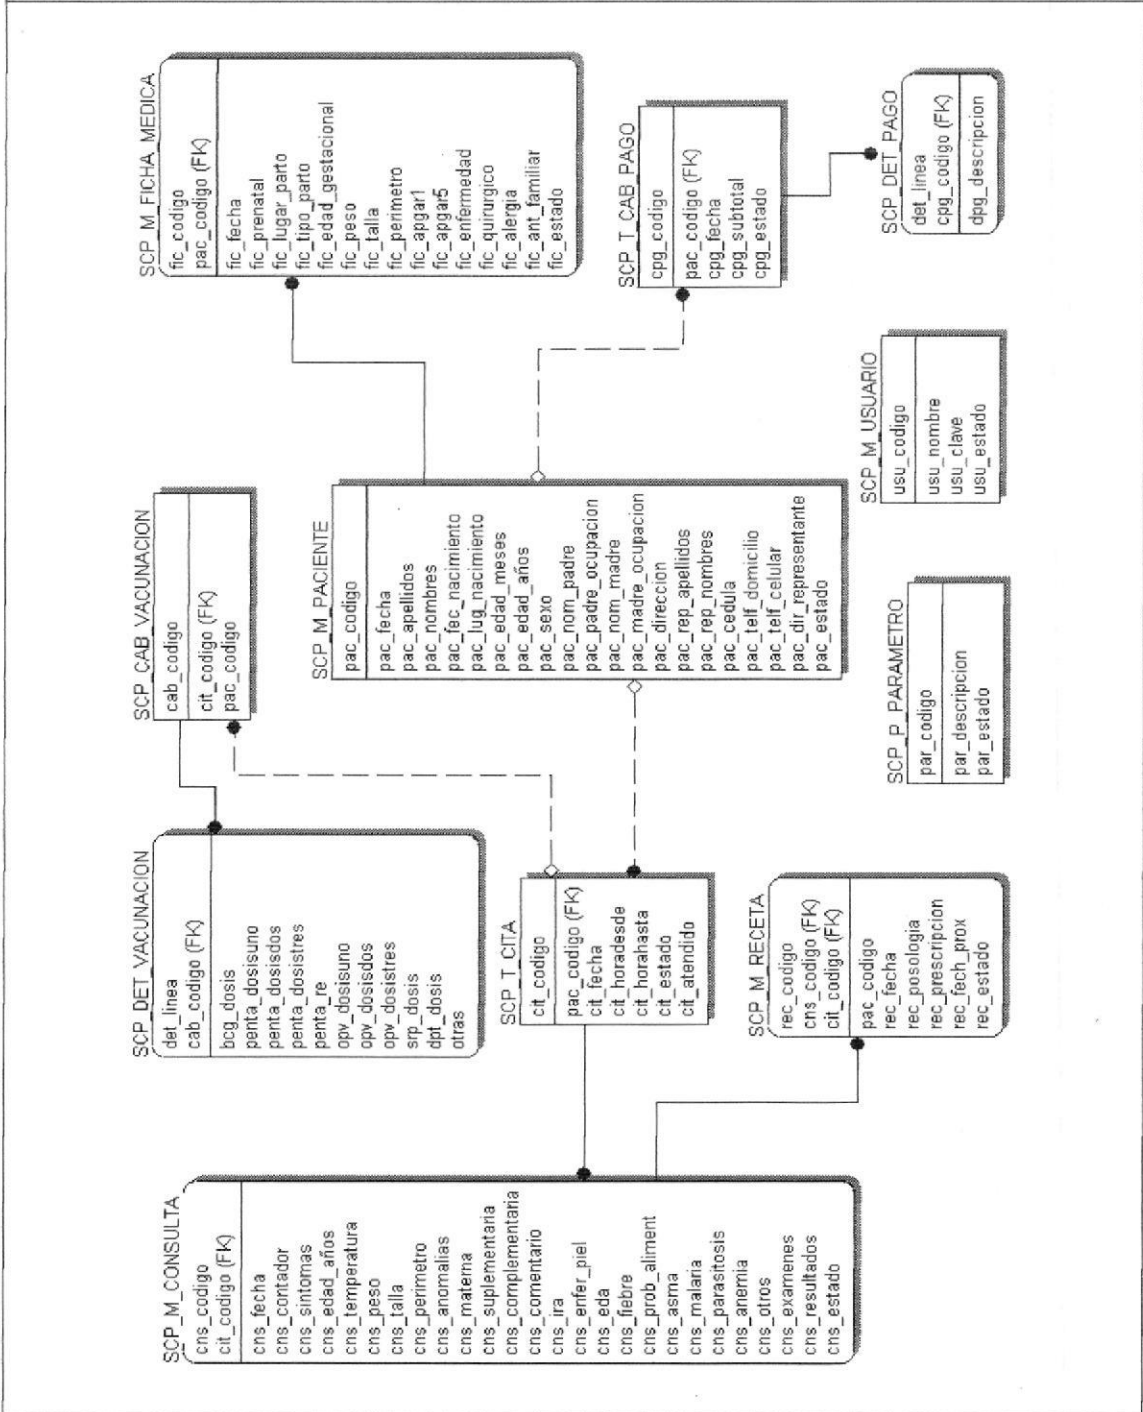 SCP_M_CONSULTA
cns_codigo
cit_codigo (FK)
cns_fecha
cns_contador
cns_sintomas
cns_edad_años
cns_temperatura
cns_peso
cns_talla
cns_perimetro
cns_anomalias
cns_materna
cns_suplementaria
cns_complementaria
cns_comentario
cns_ira
cns_enfer_piel
cns_eda
cns_fiebre
cns_prob_aliment
cns_asma
cns_malaria
cns_parasitosis
cns_anemia
cns_otros
cns_examenes
cns_resultados
cns_estado
SCP_DET_VACUNACION
det_linea
cab_codigo (FK)
bcg_dosis
penta_dosisuno
penta_dosisdos
penta_dosistres
penta_re
opv_dosisuno
opv_dosisdos
opv_dosistres
srp_dosis
dpt_dosis
otras
SCP_T_CITA
cit_codigo
pac_codigo (FK)
cit_fecha
cit_horadesde
cit_horahasta
cit_estado
cit_atendido
SCP_M_RECETA
rec_codigo
cns_codigo (FK)
cit_codigo (FK)
pac_codigo
rec_fecha
rec_posologia
rec_prescripcion
rec_fech_prox
rec_estado
SCP_CAB_VACUNACION
cab_codigo
cit_codigo (FK)
pac_codigo
SCP_M_PACIENTE
pac_codigo
pac_fecha
pac_apellidos
pac_nombres
pac_fec_nacimiento
pac_lug_nacimiento
pac_edad_meses
pac_edad_años
pac_sexo
pac_nom_padre
pac_padre_ocupacion
pac_nom_madre
pac_madre_ocupacion
pac_direccion
pac_rep_apellidos
pac_rep_nombres
pac_cedula
pac_telf_domicilio
pac_telf_celular
pac_dir_representante
pac_estado
SCP_P_PARAMETRO
par_codigo
par_descripcion
par_estado
SCP_M_USUARIO
usu_codigo
usu_nombre
usu_clave
usu_estado
SCP_M_FICHA_MEDICA
fic_codigo
pac_codigo (FK)
fic_fecha
fic_prenatal
fic_lugar_parto
fic_tipo_parto
fic_edad_gestacional
fic_peso
fic_talla
fic_perimetro
fic_apgar1
fic_apgar5
fic_enfermedad
fic_quirurgico
fic_alergia
fic_ant_familiar
fic_estado
SCP_T_CAB_PAGO
cpg_codigo
pac_codigo (FK)
cpg_fecha
cpg_subtotal
cpg_estado
SCP_DET_PAGO
det_linea
cpg_codigo (FK)
dpg_descripcion